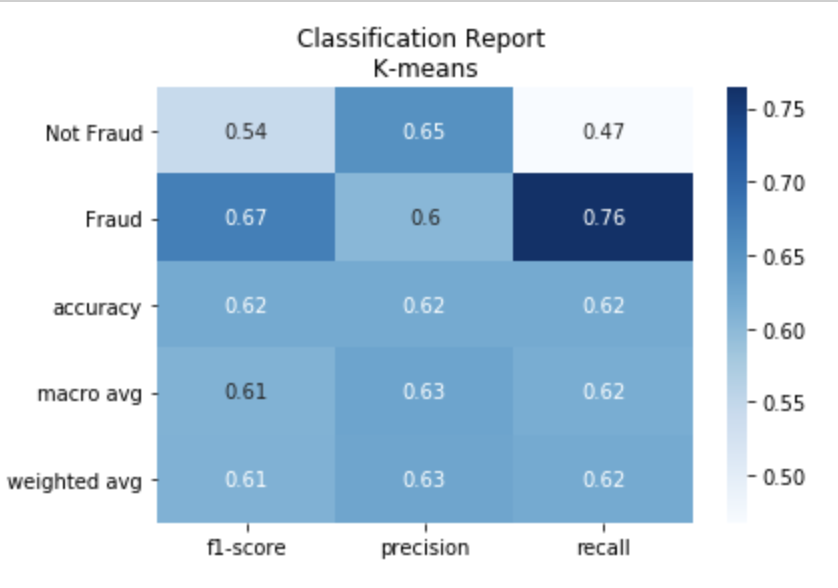 Classification Report
K-means
Not Fraud 0.54 0.65 0.47
Fraud 0.67 0.6 0.76
accuracy 0.62 0.62 0.62
macro avg 0.61 0.63 0.62
weighted avg 0.61 0.63 0.62
f1-score precision recall
0.75
0.70
0.65
0.60
0.55
0.50